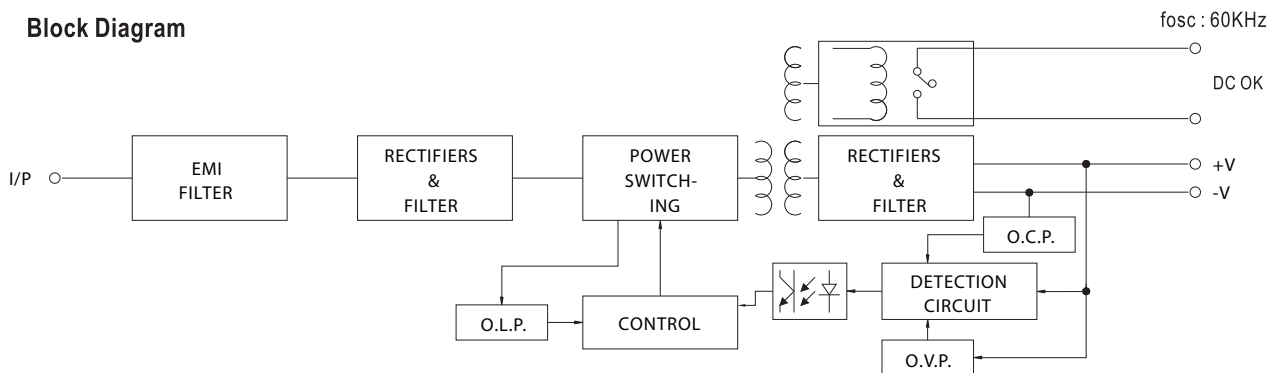 Block Diagram
fosc : 60KHz
DC OK
I/P
EMI
FILTER
RECTIFIERS
&
FILTER
POWER
SWITCH-
ING
RECTIFIERS
&
FILTER
+V
-V
O.C.P.
DETECTION
CIRCUIT
O.L.P.
CONTROL
O.V.P.